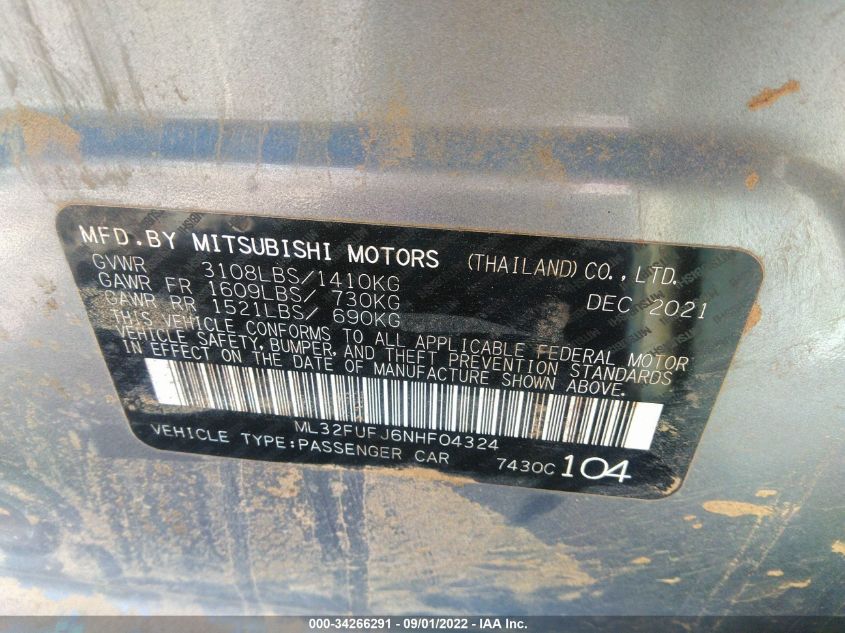 MFD.BY MITSUBISHI MOTORS (THAILAND) CO., LTD.
GVWR 3108LBS/1410KG DEC 2021
GAWR FR 1609LBS/ 730KG
GAWR RR 1521LBS/ 690KG
THIS VEHICLE CONFORMS TO ALL APPLICABLE FEDERAL MOTOR
VEHICLE SAFETY, BUMPER, AND THEFT PREVENTION STANDARDS
IN EFFECT ON THE DATE OF MANUFACTURE SHOWN ABOVE.
ML32FUFJ6NHF04324
VEHICLE TYPE:PASSENGER CAR 7430C 104
000-34266291 - 09/01/2022 - IAA Inc.